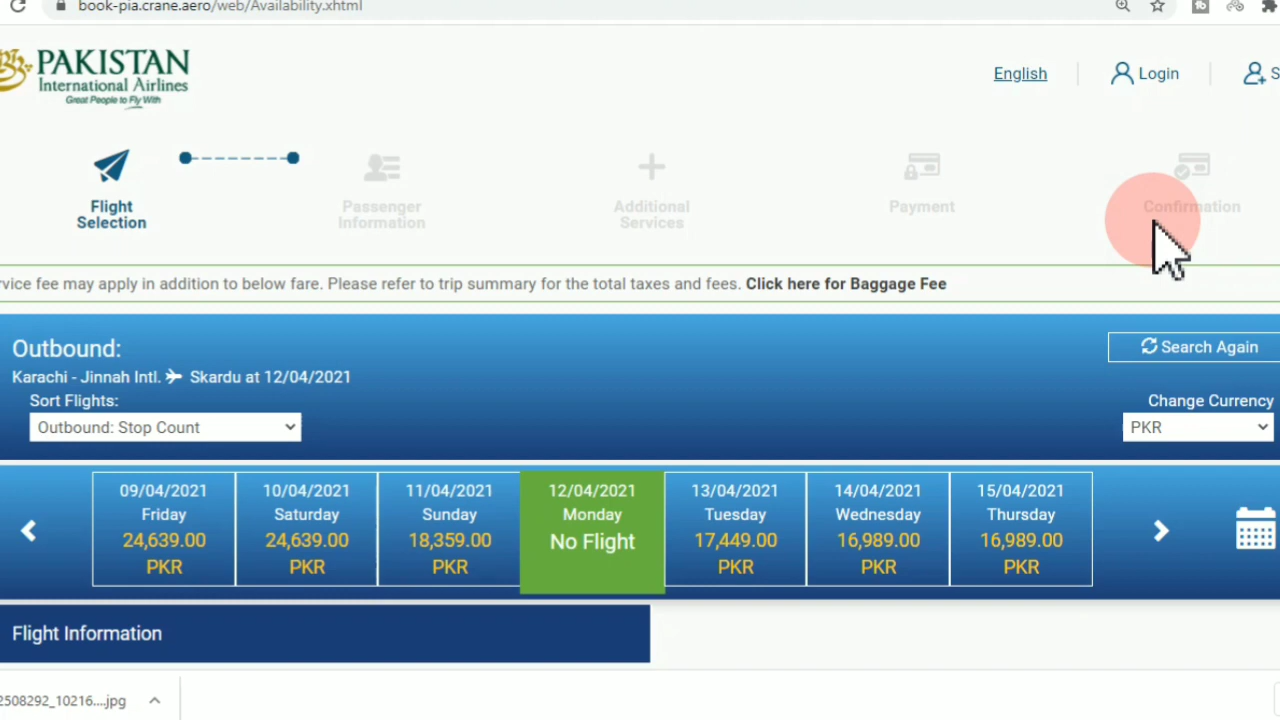 book-pia.crane.aero/web/Availability.xhtml
PAKISTAN
International Airlines
Great People to Fly With
English
Login
S
Flight
Selection
Passenger
Information
Additional
Services
Payment
Confirmation
rvice fee may apply in addition to below fare. Please refer to trip summary for the total taxes and fees. Click here for Baggage Fee
Outbound:
Search Again
Karachi - Jinnah Intl. Skardu at 12/04/2021
Sort Flights:
Change Currency
Outbound: Stop Count
PKR
09/04/2021
Friday
24,639.00
PKR
10/04/2021
Saturday
24,639.00
PKR
11/04/2021
Sunday
18,359.00
PKR
12/04/2021
Monday
No Flight
13/04/2021
Tuesday
17,449.00
PKR
14/04/2021
Wednesday
16,989.00
PKR
15/04/2021
Thursday
16,989.00
PKR
Flight Information
2508292_10216....jpg